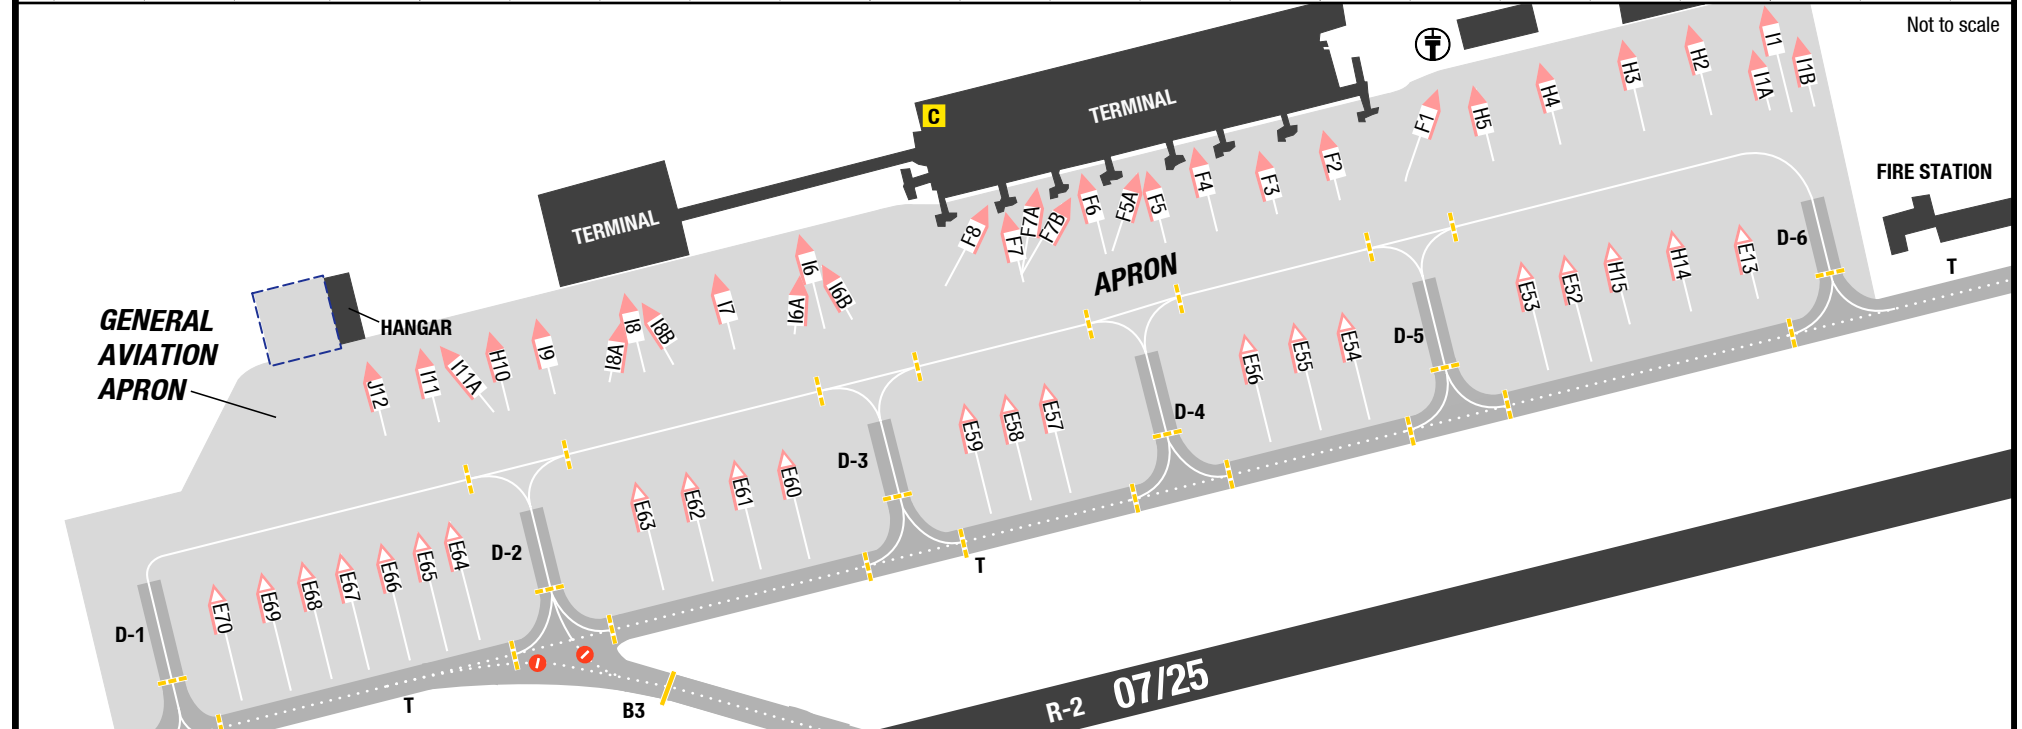 Not to scale
I1
H2
I1B
H3
I1A
H4
C
TERMINAL
F1
H5
F2
FIRE STATION
F4
F3
F5A
F5
F6
F7A
F7B
F8
F7
TERMINAL
D-6
T
APRON
E13
H14
H15
E52
E53
I6
I6A
I6B
I7
GENERAL
AVIATION
APRON
HANGAR
I8
I8B
I8A
I9
H10
I11A
I11
J12
D-5
E54
E55
E56
D-4
E57
E58
E59
D-3
E60
E61
E62
E63
D-2
E64
E65
E66
E67
E68
E69
E70
D-1
T
T
B3
R-2
07/25